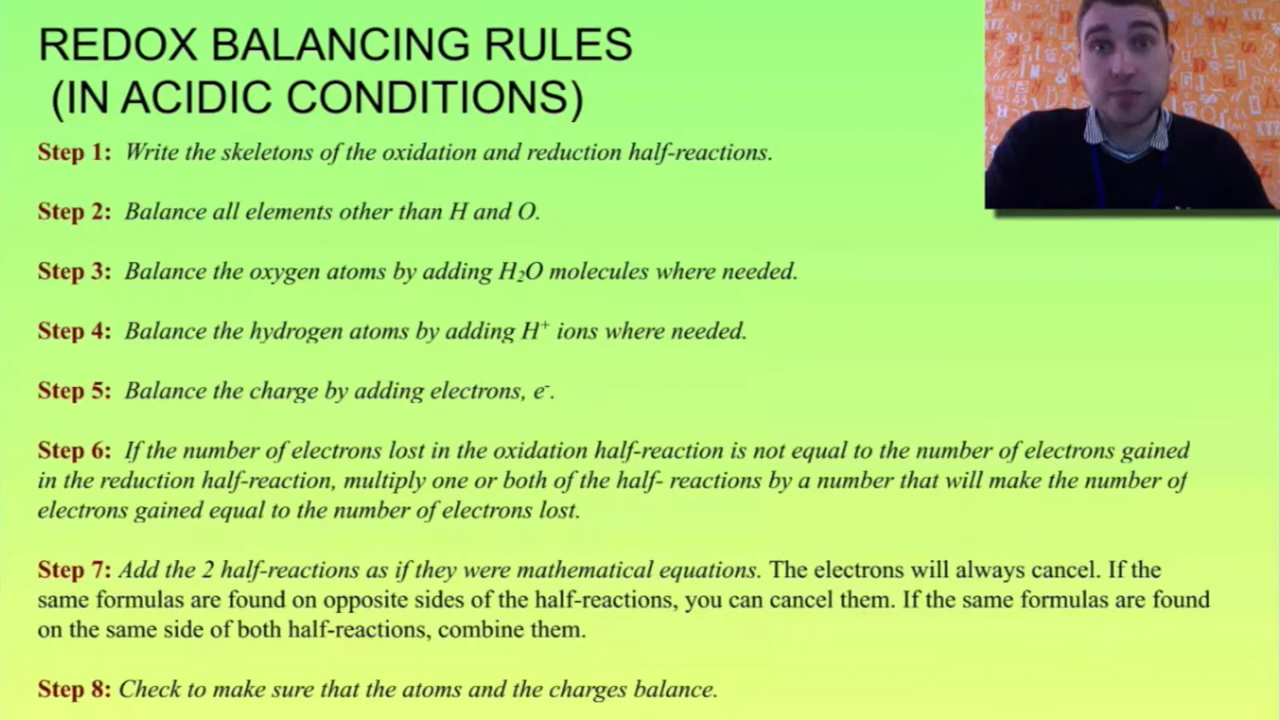 REDOX BALANCING RULES
(IN ACIDIC CONDITIONS)
Step 1: Write the skeletons of the oxidation and reduction half-reactions.
Step 2: Balance all elements other than H and O.
Step 3: Balance the oxygen atoms by adding H₂O molecules where needed.
Step 4: Balance the hydrogen atoms by adding H⁺ ions where needed.
Step 5: Balance the charge by adding electrons, e⁻.
Step 6: If the number of electrons lost in the oxidation half-reaction is not equal to the number of electrons gained
in the reduction half-reaction, multiply one or both of the half- reactions by a number that will make the number of
electrons gained equal to the number of electrons lost.
Step 7: Add the 2 half-reactions as if they were mathematical equations. The electrons will always cancel. If the
same formulas are found on opposite sides of the half-reactions, you can cancel them. If the same formulas are found
on the same side of both half-reactions, combine them.
Step 8: Check to make sure that the atoms and the charges balance.